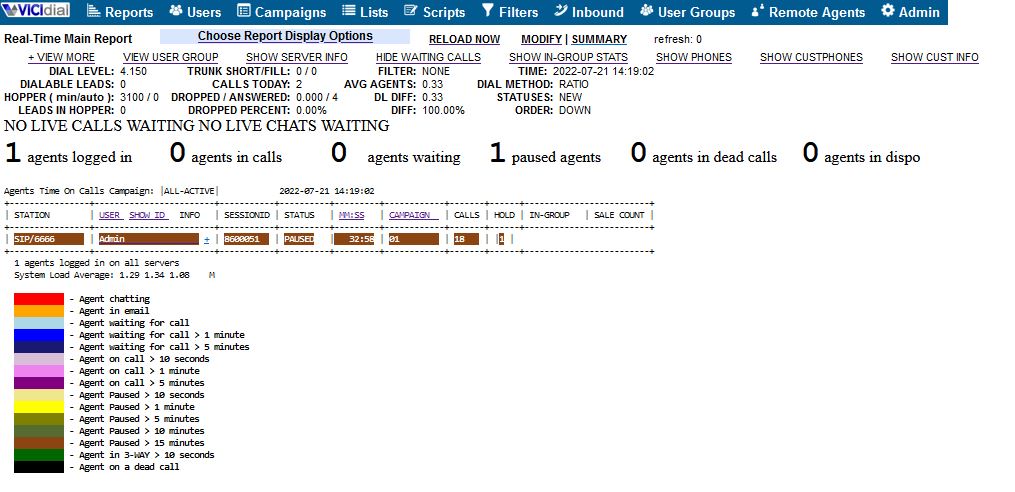 VICIdial Reports Users Campaigns Lists Scripts Filters Inbound User Groups Remote Agents Admin
Real-Time Main Report Choose Report Display Options RELOAD NOW MODIFY | SUMMARY refresh: 0
+ VIEW MORE VIEW USER GROUP SHOW SERVER INFO HIDE WAITING CALLS SHOW IN-GROUP STATS SHOW PHONES SHOW CUSTPHONES SHOW CUST INFO
DIAL LEVEL: 4.150 TRUNK SHORT/FILL: 0 / 0 FILTER: NONE TIME: 2022-07-21 14:19:02
DIALABLE LEADS: 0 CALLS TODAY: 2 AVG AGENTS: 0.33 DIAL METHOD: RATIO
HOPPER ( min/auto ): 3100 / 0 DROPPED / ANSWERED: 0.000 / 4 DL DIFF: 0.33 STATUSES: NEW
LEADS IN HOPPER: 0 DROPPED PERCENT: 0.00% DIFF: 100.00% ORDER: DOWN
NO LIVE CALLS WAITING NO LIVE CHATS WAITING
1 agents logged in 0 agents in calls 0 agents waiting 1 paused agents 0 agents in dead calls 0 agents in dispo
Agents Time On Calls Campaign: |ALL-ACTIVE| 2022-07-21 14:19:02
| STATION | USER SHOW ID INFO | SESSIONID | STATUS | MM:SS | CAMPAIGN | CALLS | HOLD | IN-GROUP | SALE COUNT |
| SIP/6666 | Admin + | 8600051 | PAUSED | 32:58 | 01 | 18 | 1 |
1 agents logged in on all servers
System Load Average: 1.29 1.34 1.08 M
- Agent chatting
- Agent in email
- Agent waiting for call
- Agent waiting for call > 1 minute
- Agent waiting for call > 5 minutes
- Agent on call > 10 seconds
- Agent on call > 1 minute
- Agent on call > 5 minutes
- Agent Paused > 10 seconds
- Agent Paused > 1 minute
- Agent Paused > 5 minutes
- Agent Paused > 10 minutes
- Agent Paused > 15 minutes
- Agent in 3-WAY > 10 seconds
- Agent on a dead call